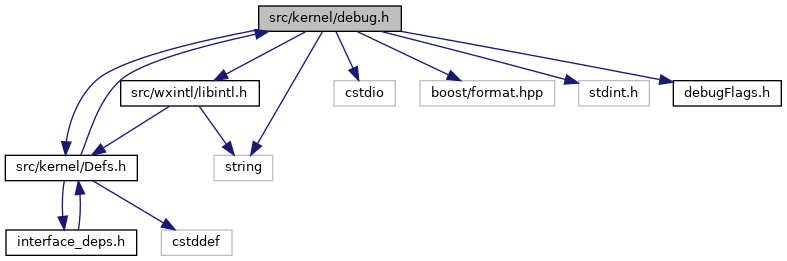 src/kernel/debug.h
src/wxintl/libintl.h
cstdio
boost/format.hpp
stdint.h
debugFlags.h
src/kernel/Defs.h
string
interface_deps.h
cstddef